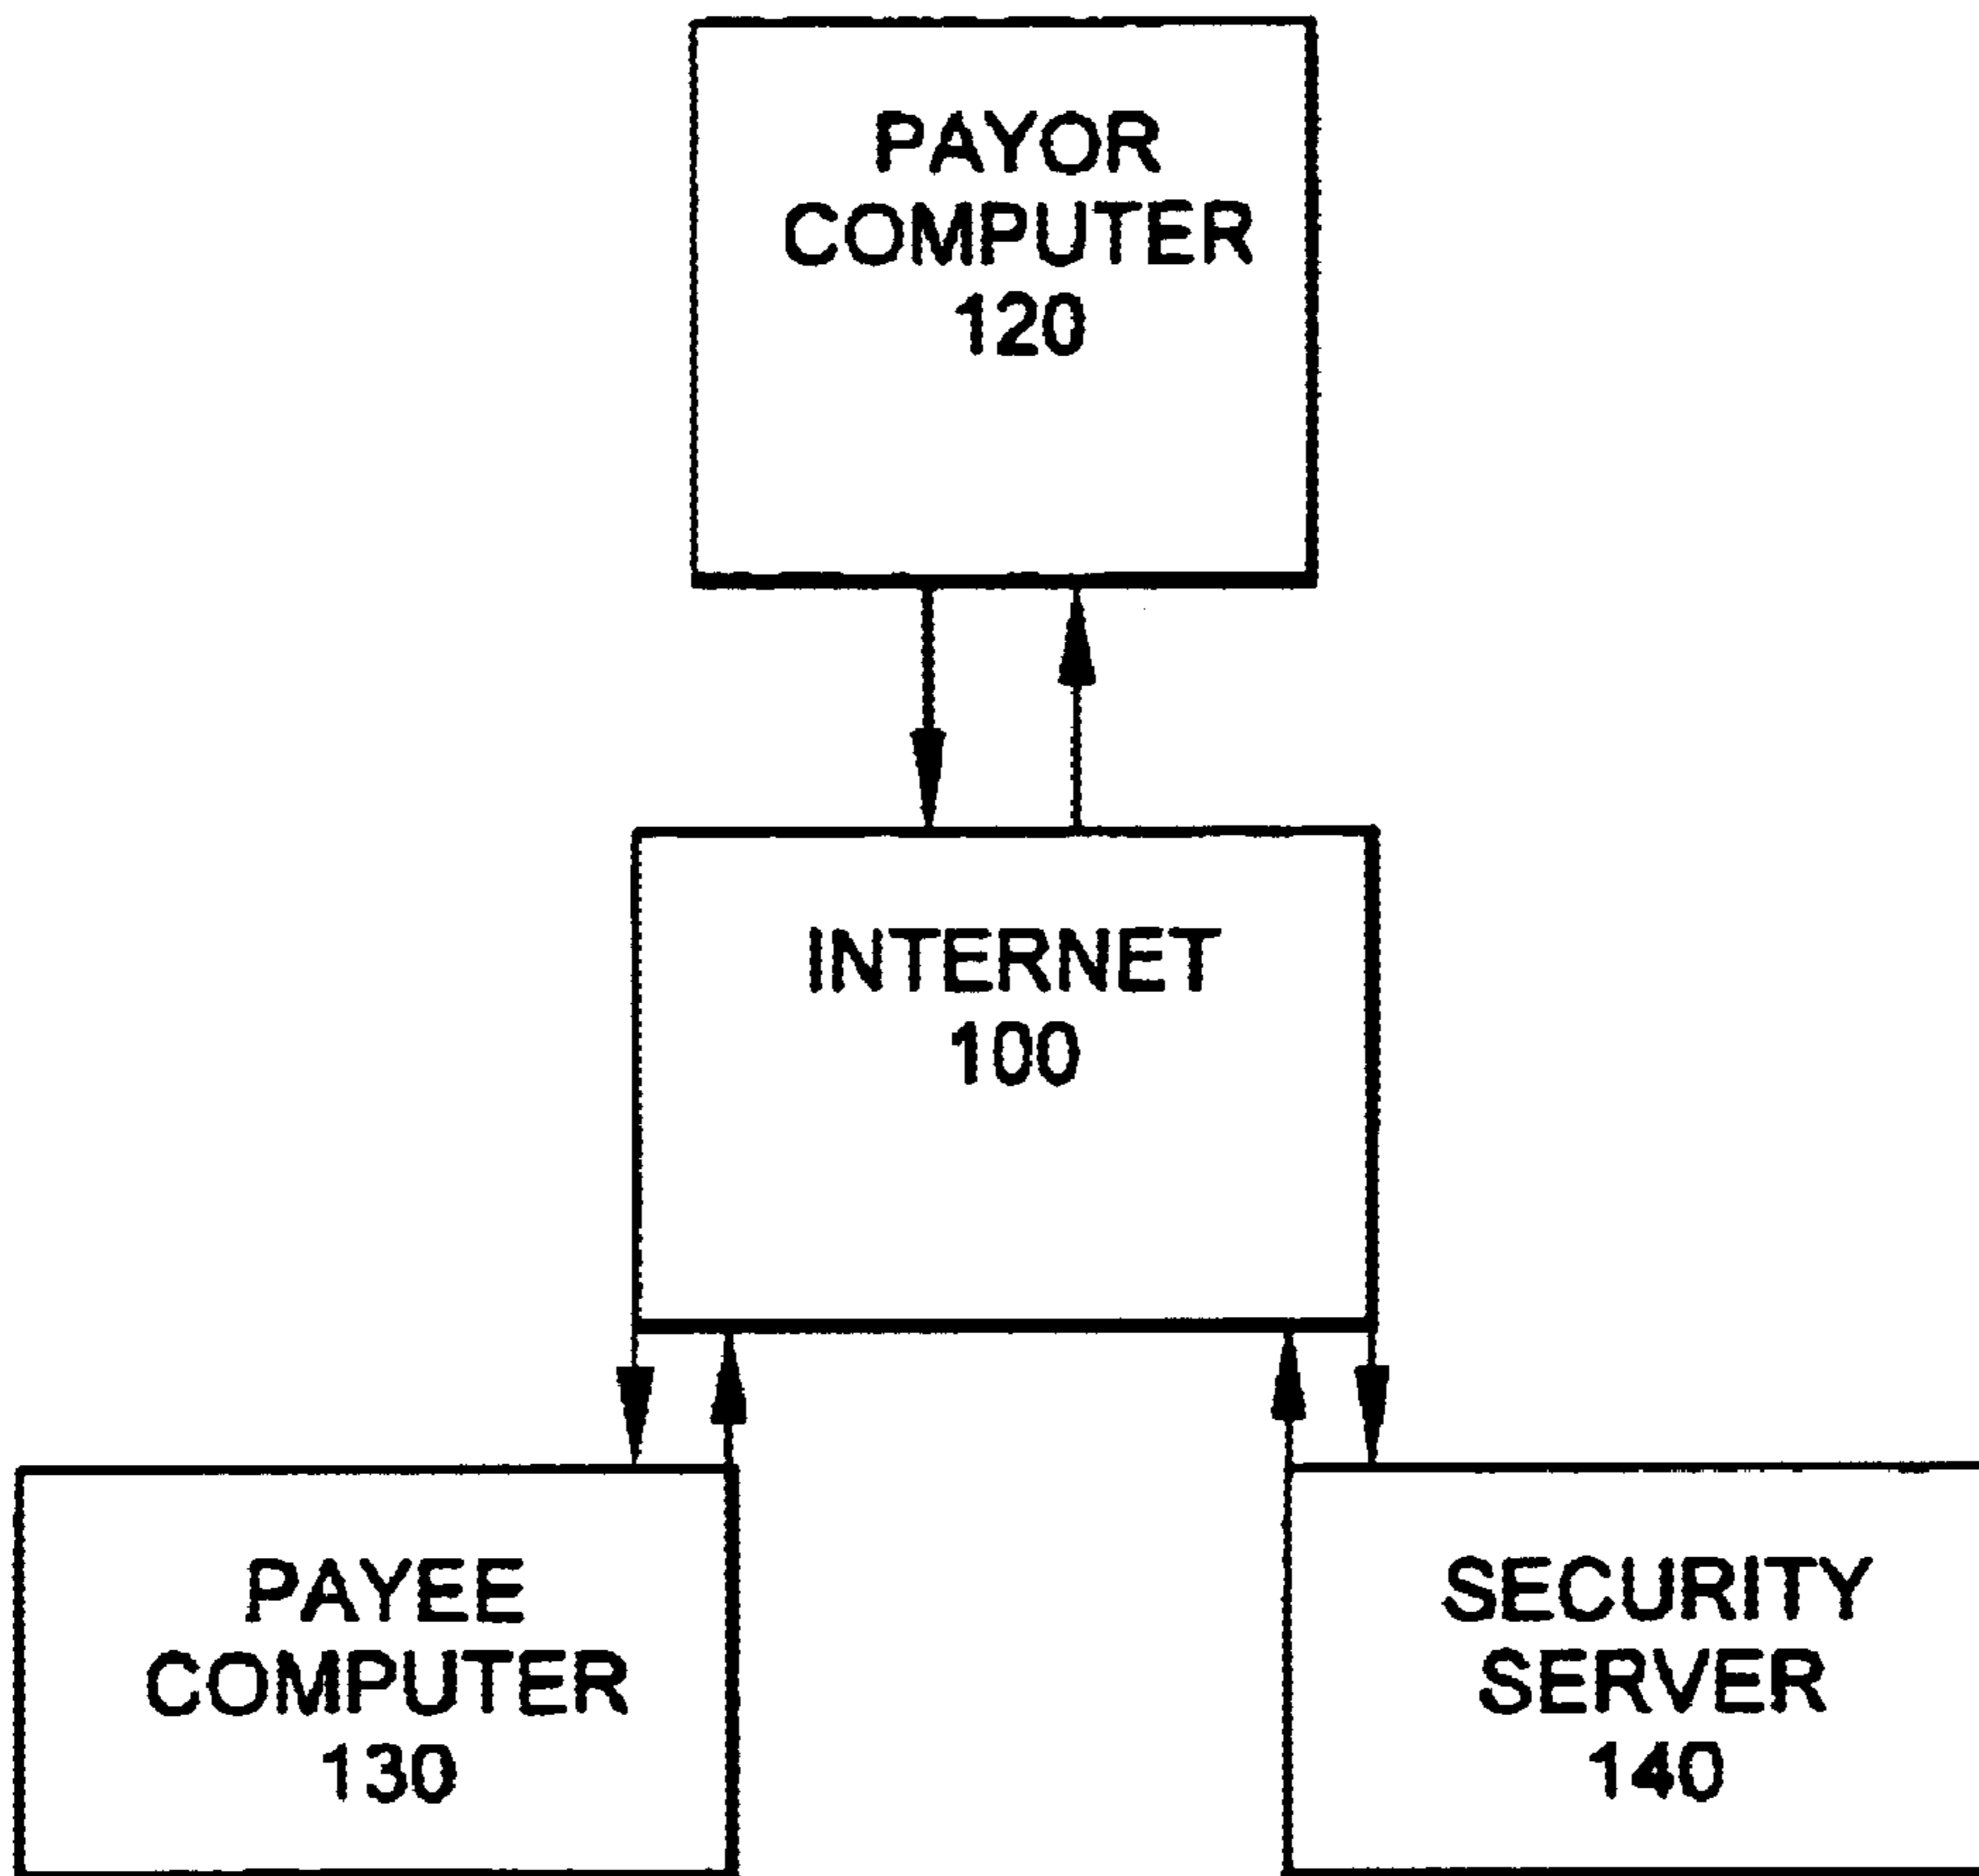 PAYOR
COMPUTER
120
INTERNET
100
PAYEE
COMPUTER
130
SECURITY
SERVER
140